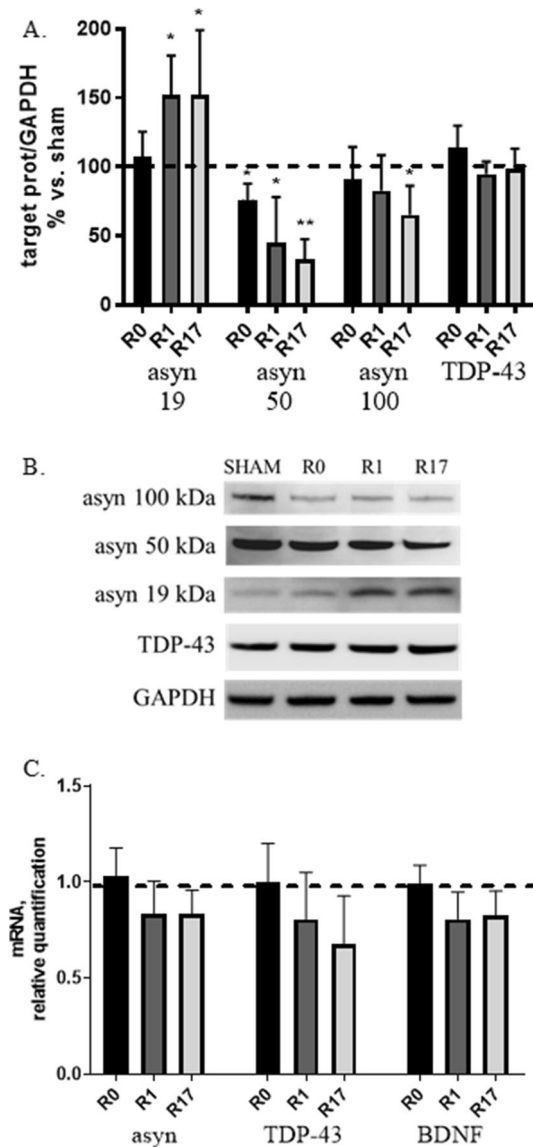 A.
target prot/GAPDH
% vs. sham
200
150
100
50
0
* * * * ** *
R0 R1 R17 R0 R1 R17 R0 R1 R17 R0 R1 R17
asyn asyn asyn TDP-43
19 50 100
B.
SHAM R0 R1 R17
asyn 100 kDa
asyn 50 kDa
asyn 19 kDa
TDP-43
GAPDH
C.
mRNA,
relative quantification
1.5
1.0
0.5
0.0
R0 R1 R17 R0 R1 R17 R0 R1 R17
asyn TDP-43 BDNF